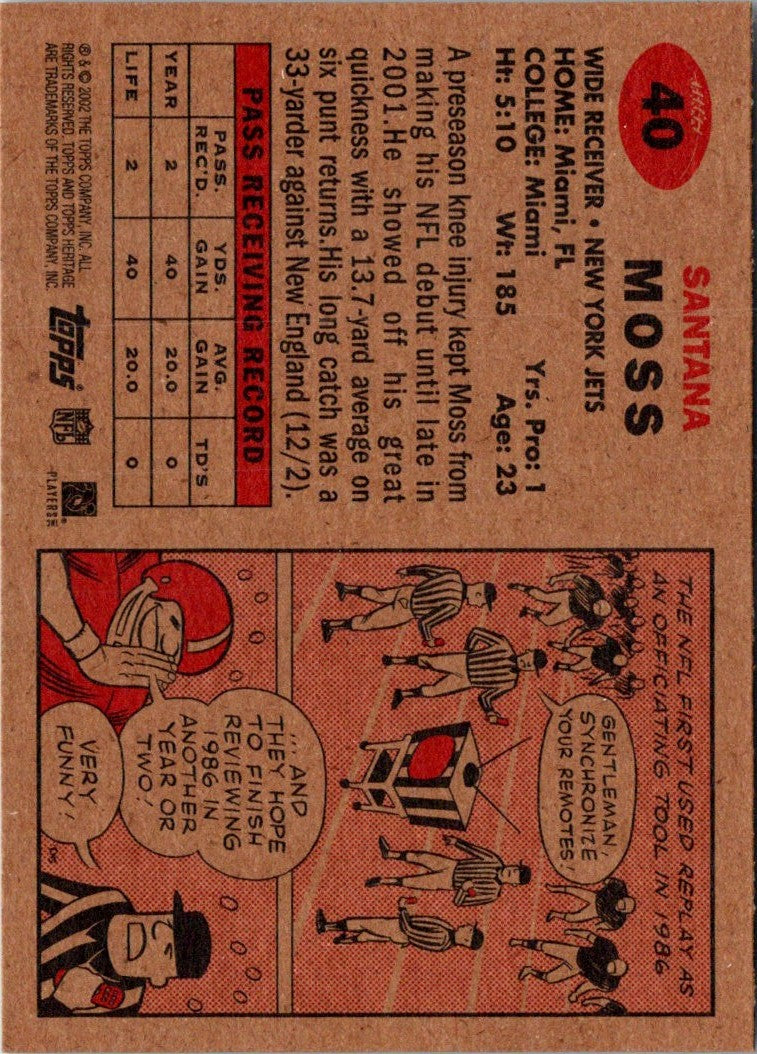 40
SANTANA
MOSS
WIDE RECEIVER • NEW YORK JETS
HOME: Miami, FL
COLLEGE: Miami Yrs. Pro: 1
Ht: 5:10 Wt: 185 Age: 23
A preseason knee injury kept Moss from
making his NFL debut until late in
2001. He showed off his great
quickness with a 13.7-yard average on
six punt returns. His long catch was a
33-yarder against New England (12/2).
PASS RECEIVING RECORD
PASS. REC'D. YDS. GAIN AVG. GAIN TD'S
YEAR 2 40 20.0 0
LIFE 2 40 20.0 0
® & © 2002 THE TOPPS COMPANY, INC. ALL
RIGHTS RESERVED. TOPPS AND TOPPS HERITAGE
ARE TRADEMARKS OF THE TOPPS COMPANY, INC.
topps®
NFL
PLAYERS INC
THE NFL FIRST USED REPLAY AS
AN OFFICIATING TOOL IN 1986
GENTLEMAN,
SYNCHRONIZE
YOUR REMOTES!
...AND
THEY HOPE
TO FINISH
REVIEWING
1986 IN
ANOTHER
YEAR OR
TWO!
VERY
FUNNY!